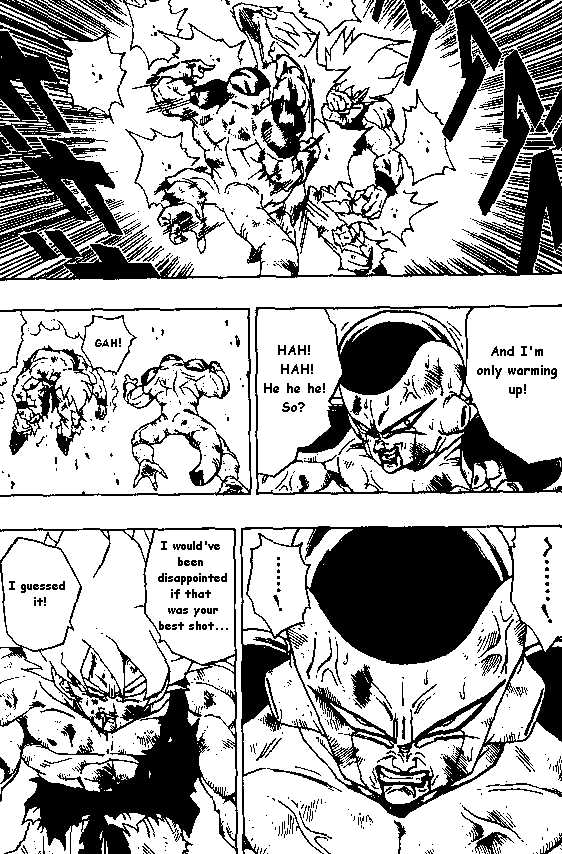 And I'm
only warming
up!
HAH!
HAH!
He he he!
So?
GAH!
......
......
I would've
been
disappointed
if that
was your
best shot...
I guessed
it!